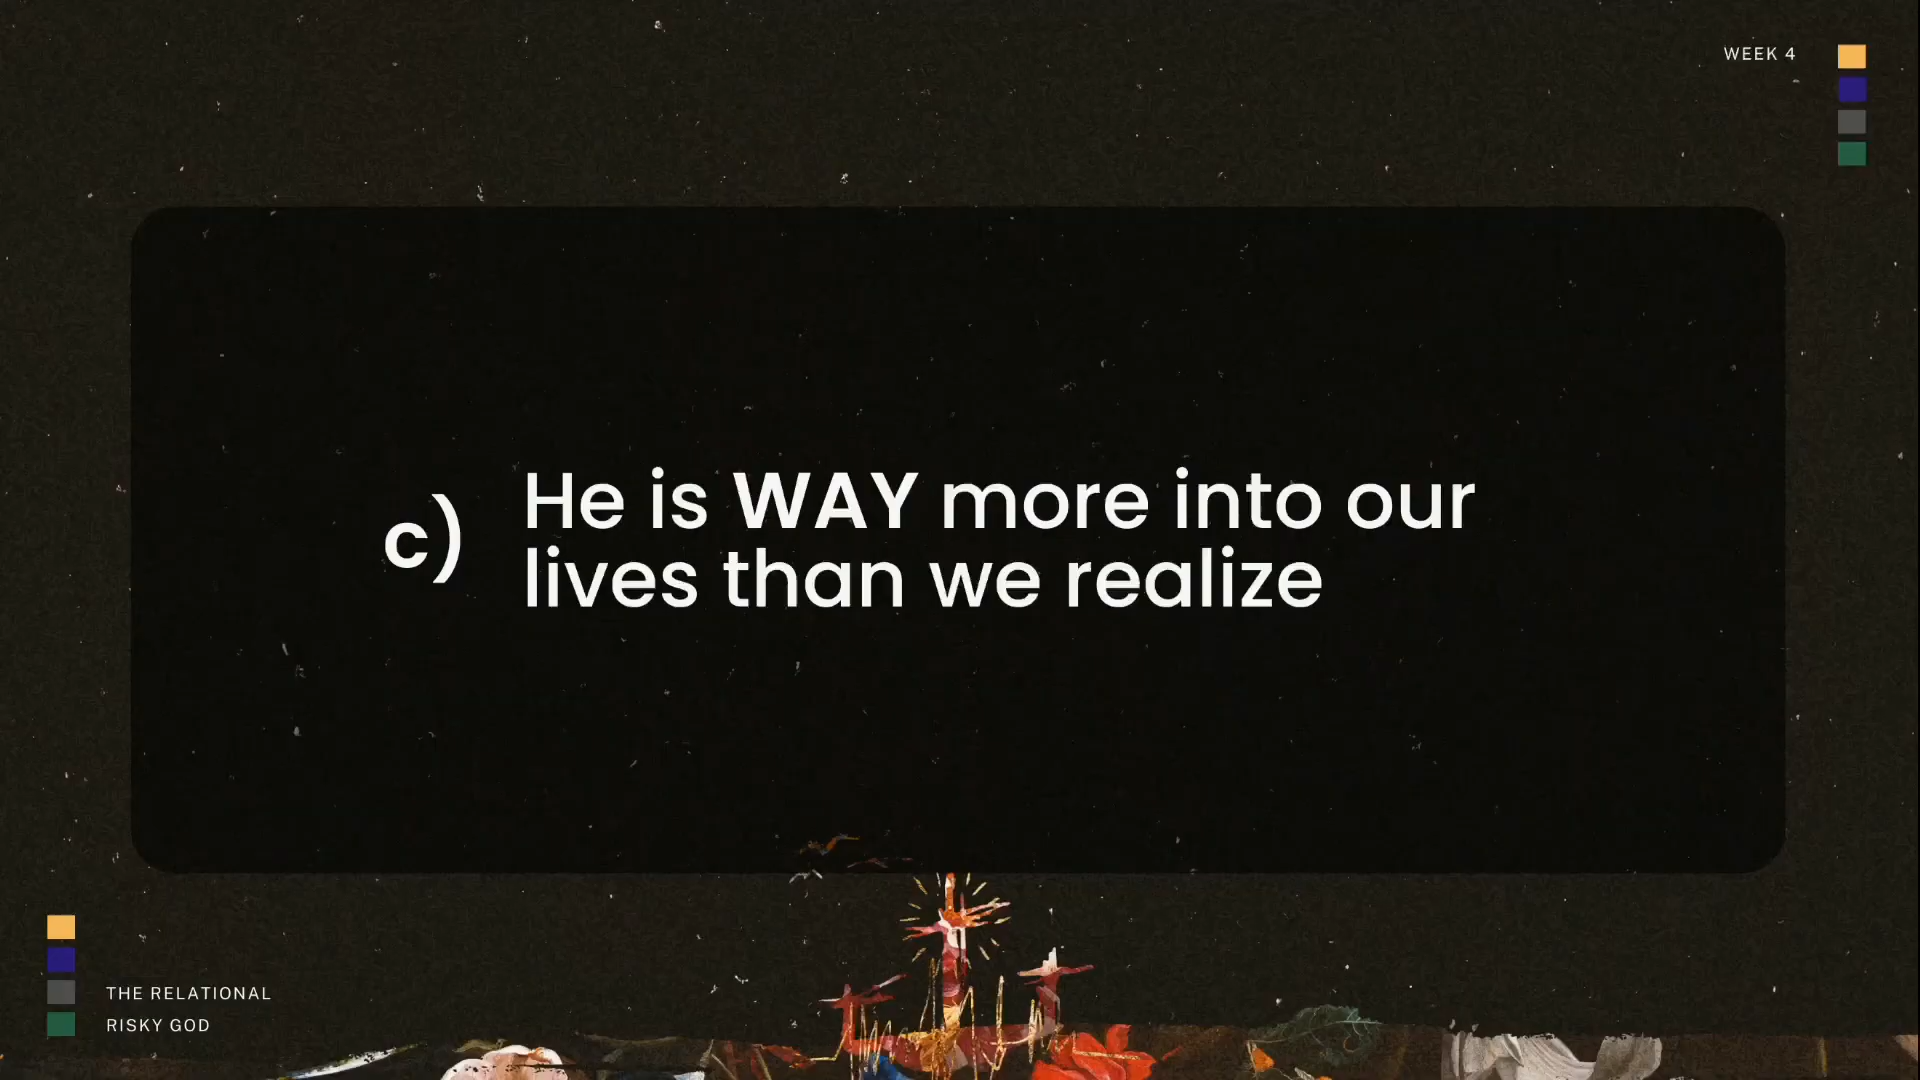 WEEK 4
c)
He is WAY more into our
lives than we realize
THE RELATIONAL
RISKY GOD